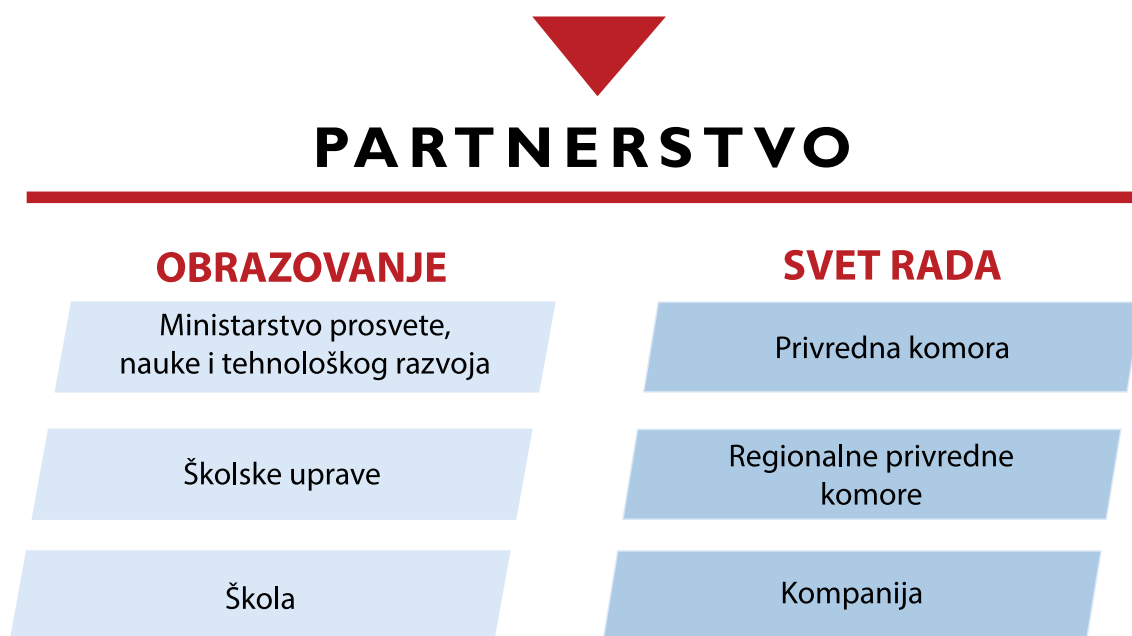 PARTNERSTVO
OBRAZOVANJE
Ministarstvo prosvete,
nauke i tehnološkog razvoja
Školske uprave
Škola
SVET RADA
Privredna komora
Regionalne privredne
komore
Kompanija